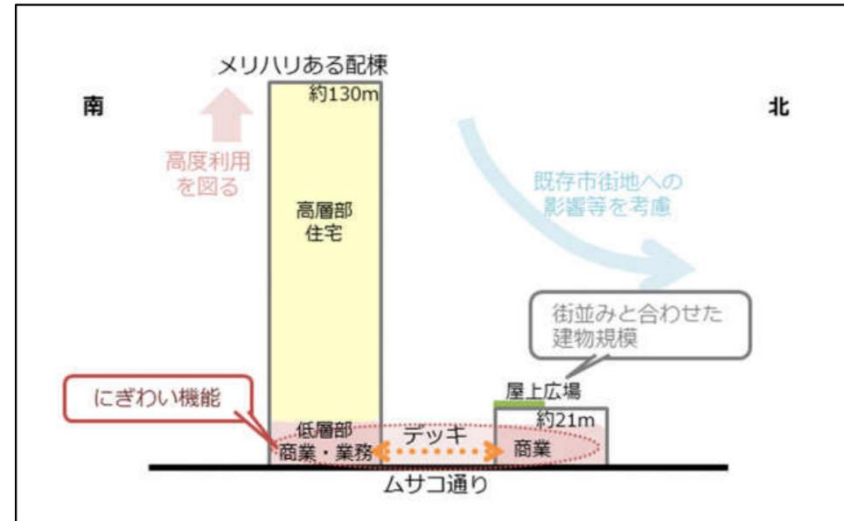 メリハリある配棟
約130m
南
北
高度利用
を図る
既存市街地への
影響等を考慮
高層部
住宅
街並みと合わせた
建物規模
にぎわい機能
屋上広場
約21m
低層部
商業・業務
デッキ
商業
ムサコ通り